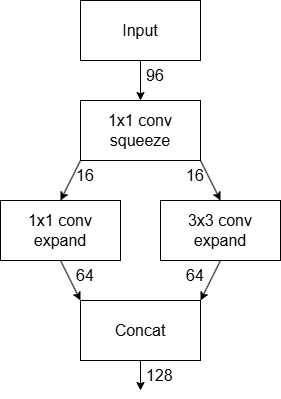 Input
96
1x1 conv
squeeze
16
16
1x1 conv
expand
3x3 conv
expand
64
64
Concat
128